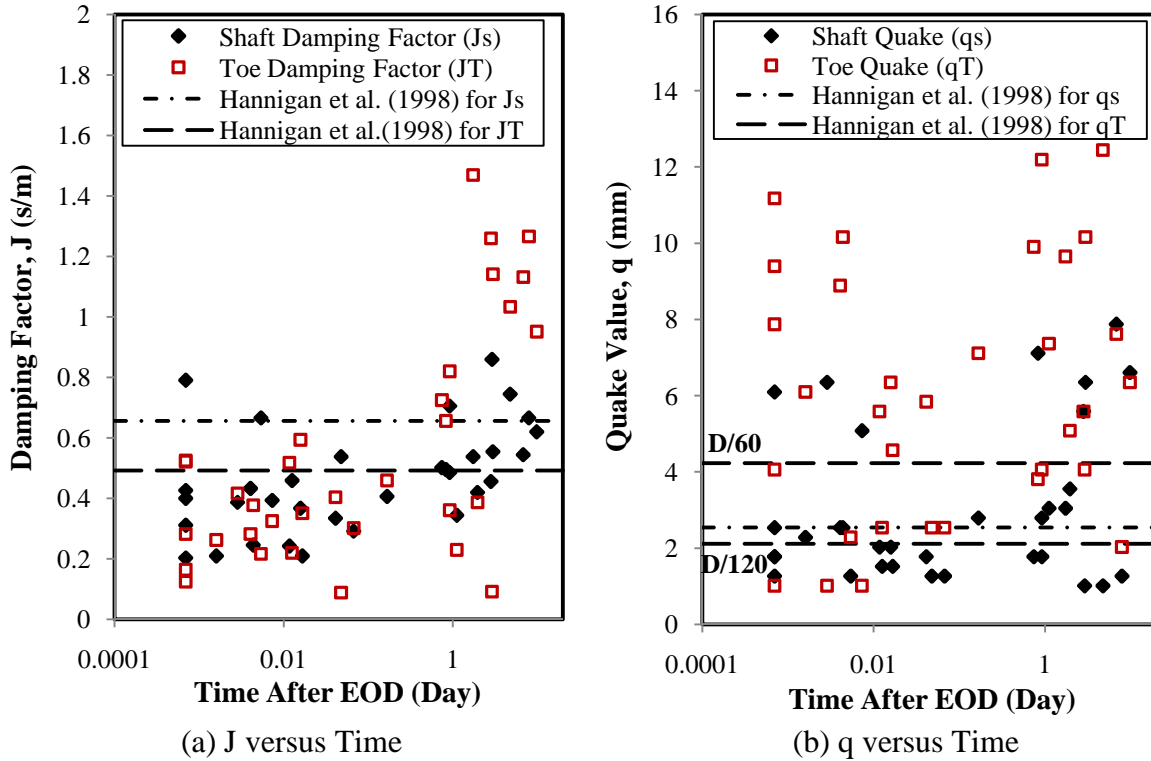 2
1.8
1.6
1.4
1.2
1
0.8
0.6
0.4
0.2
0
Damping Factor, J (s/m)
Shaft Damping Factor (Js)
Toe Damping Factor (JT)
Hannigan et al. (1998) for Js
Hannigan et al.(1998) for JT
0.0001
0.01
1
Time After EOD (Day)
(a) J versus Time
16
14
12
10
8
6
4
2
0
Quake Value, q (mm)
Shaft Quake (qs)
Toe Quake (qT)
Hannigan et al. (1998) for qs
Hannigan et al. (1998) for qT
D/60
D/120
0.0001
0.01
1
Time After EOD (Day)
(b) q versus Time